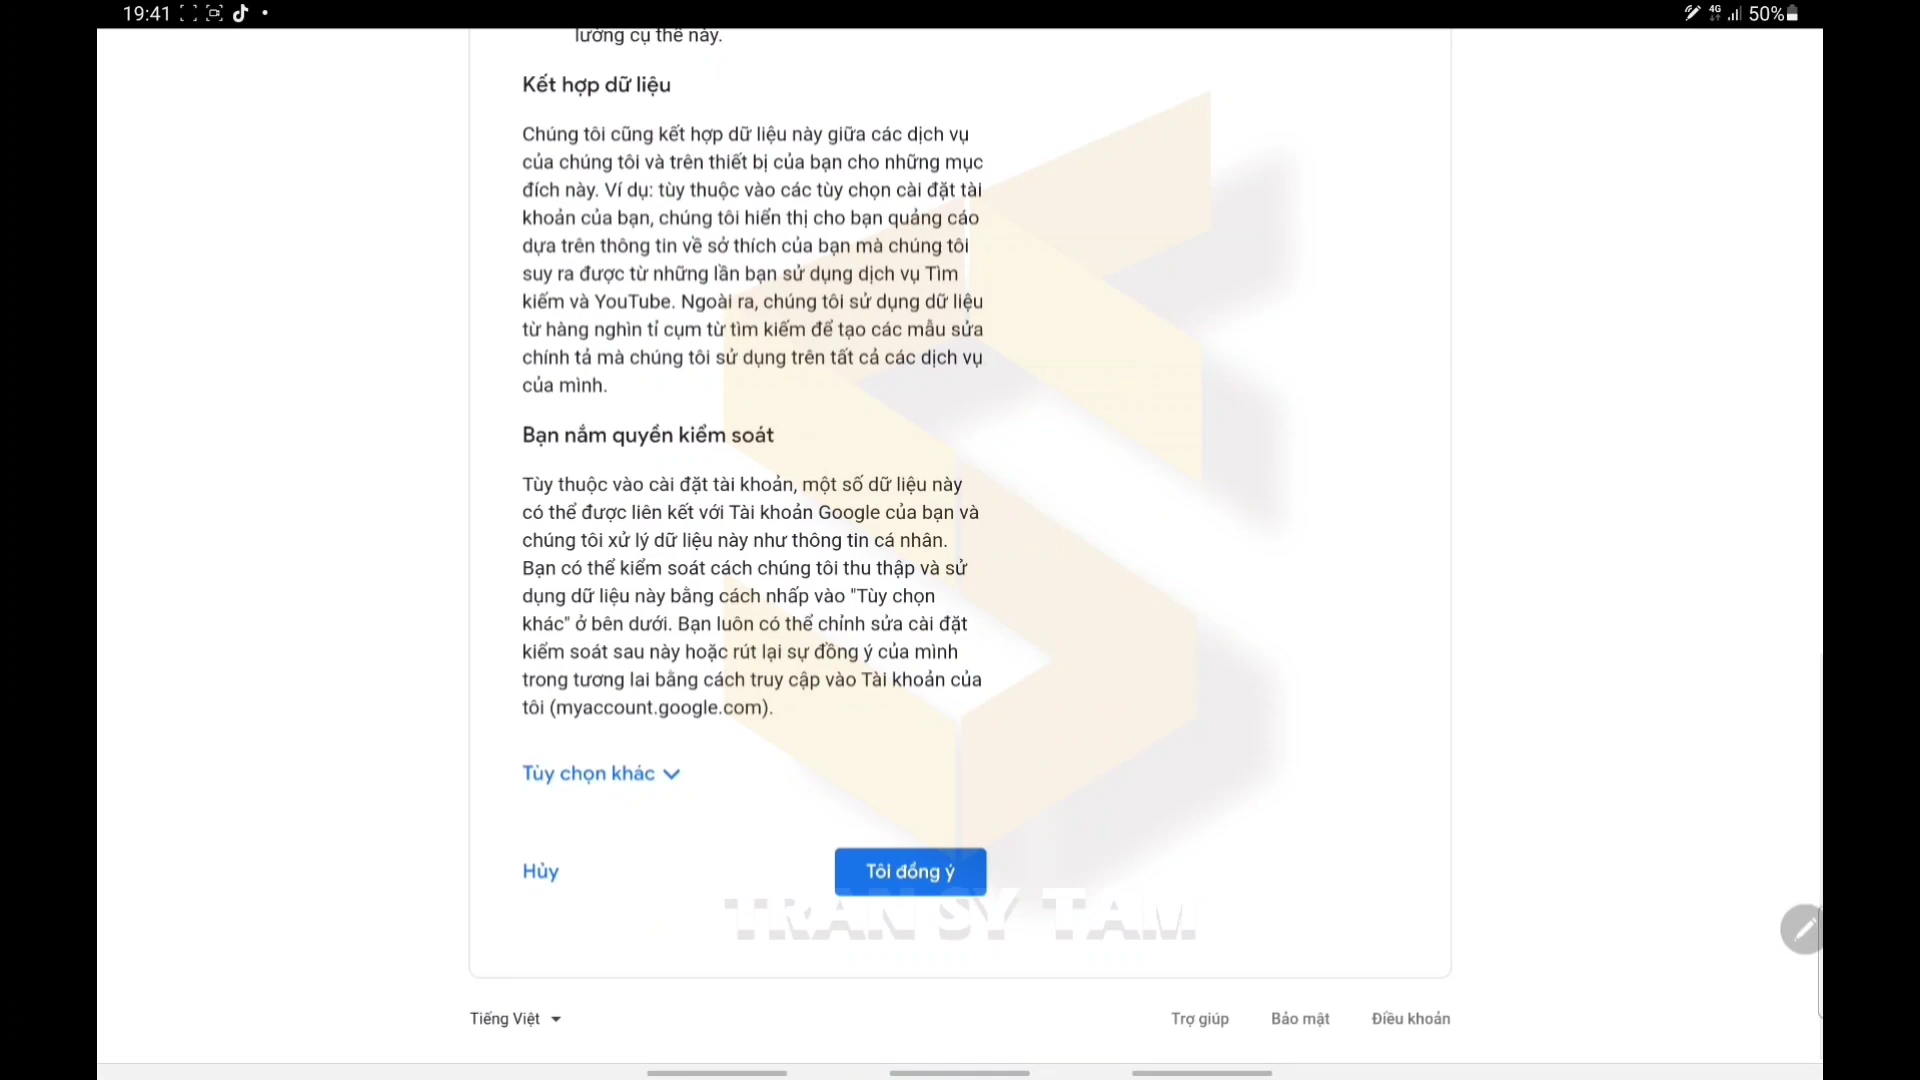 19:41
4G 50%
lường cụ thể này.
Kết hợp dữ liệu
Chúng tôi cũng kết hợp dữ liệu này giữa các dịch vụ
của chúng tôi và trên thiết bị của bạn cho những mục
đích này. Ví dụ: tùy thuộc vào các tùy chọn cài đặt tài
khoản của bạn, chúng tôi hiển thị cho bạn quảng cáo
dựa trên thông tin về sở thích của bạn mà chúng tôi
suy ra được từ những lần bạn sử dụng dịch vụ Tìm
kiếm và YouTube. Ngoài ra, chúng tôi sử dụng dữ liệu
từ hàng nghìn tỉ cụm từ tìm kiếm để tạo các mẫu sửa
chính tả mà chúng tôi sử dụng trên tất cả các dịch vụ
của mình.
Bạn nắm quyền kiểm soát
Tùy thuộc vào cài đặt tài khoản, một số dữ liệu này
có thể được liên kết với Tài khoản Google của bạn và
chúng tôi xử lý dữ liệu này như thông tin cá nhân.
Bạn có thể kiểm soát cách chúng tôi thu thập và sử
dụng dữ liệu này bằng cách nhấp vào "Tùy chọn
khác" ở bên dưới. Bạn luôn có thể chỉnh sửa cài đặt
kiểm soát sau này hoặc rút lại sự đồng ý của mình
trong tương lai bằng cách truy cập vào Tài khoản của
tôi (myaccount.google.com).
Tùy chọn khác
Hủy
Tôi đồng ý
TRAN SY TAM
Tiếng Việt
Trợ giúp
Bảo mật
Điều khoản